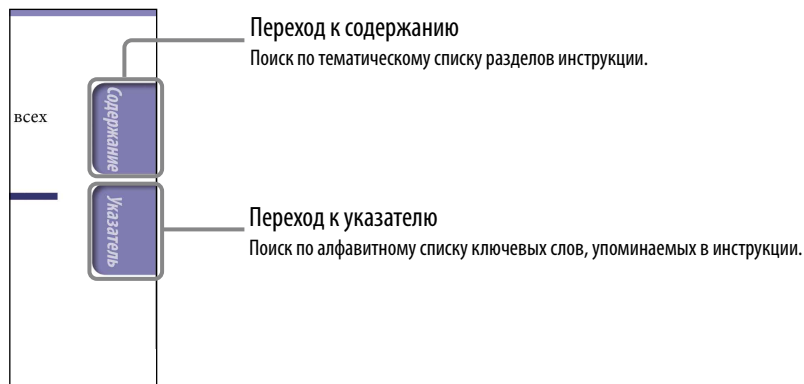 Переход к содержанию
Поиск по тематическому списку разделов инструкции.
Содержание
всех
Указатель
Переход к указателю
Поиск по алфавитному списку ключевых слов, упоминаемых в инструкции.